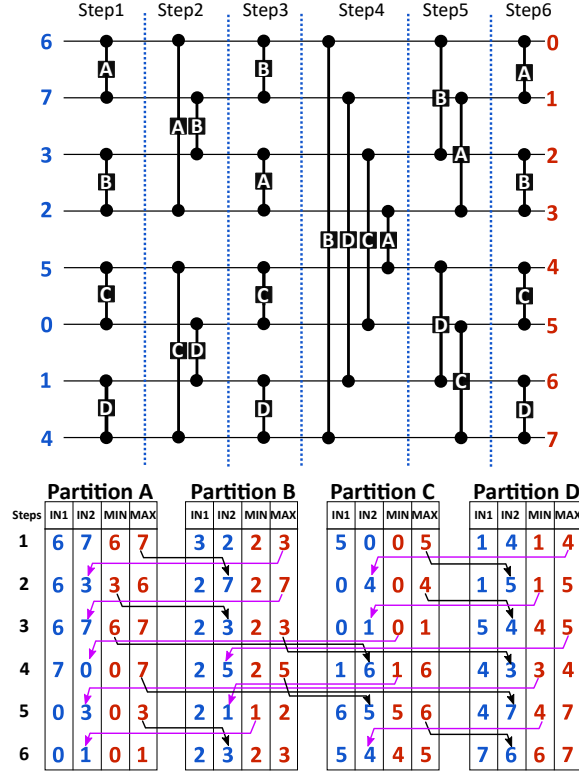 Step1 Step2 Step3 Step4 Step5 Step6
6 0
A B B A
7 1
A B A
3 2
B A B
2 3
B D C A
5 4
C C C
0 D 5
C D
1 C 6
D D D
4 7
Partition A Partition B Partition C Partition D
Steps IN1 IN2 MIN MAX IN1 IN2 MIN MAX IN1 IN2 MIN MAX IN1 IN2 MIN MAX
1 6 7 6 7 3 2 2 3 5 0 0 5 1 4 1 4
2 6 3 3 6 2 7 2 7 0 4 0 4 1 5 1 5
3 6 7 6 7 2 3 2 3 0 1 0 1 5 4 4 5
4 7 0 0 7 2 5 2 5 1 6 1 6 4 3 3 4
5 0 3 0 3 2 1 1 2 6 5 5 6 4 7 4 7
6 0 1 0 1 2 3 2 3 5 4 4 5 7 6 6 7